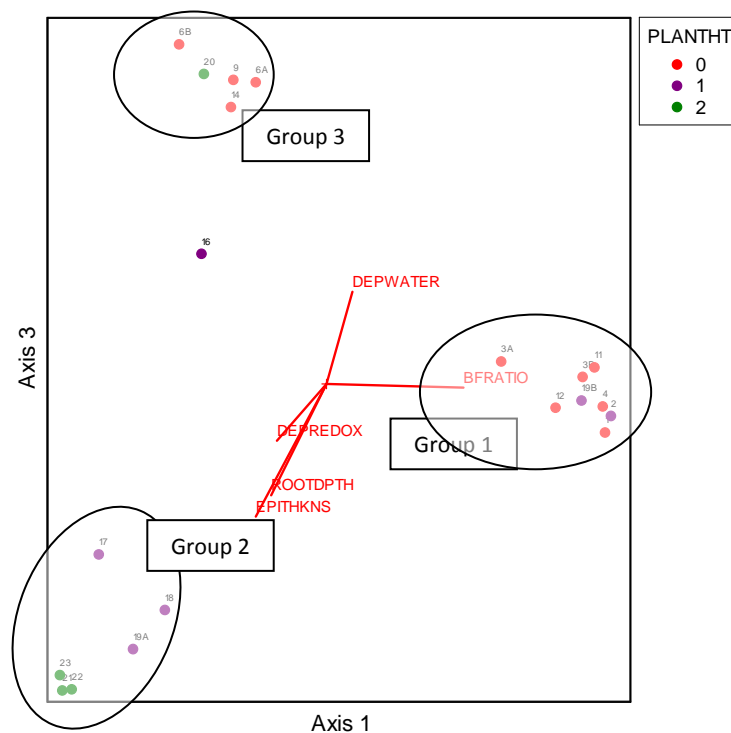 PLANTHT
0
1
2
6B
20
9
6A
14
Group 3
16
DEPWATER
3A
11
3B
BFRATIO
19B
12
4
2
DEPREDOX
Group 1
ROOTDPTH
EPITHKNS
Group 2
17
18
19A
23
21
22
Axis 3
Axis 1